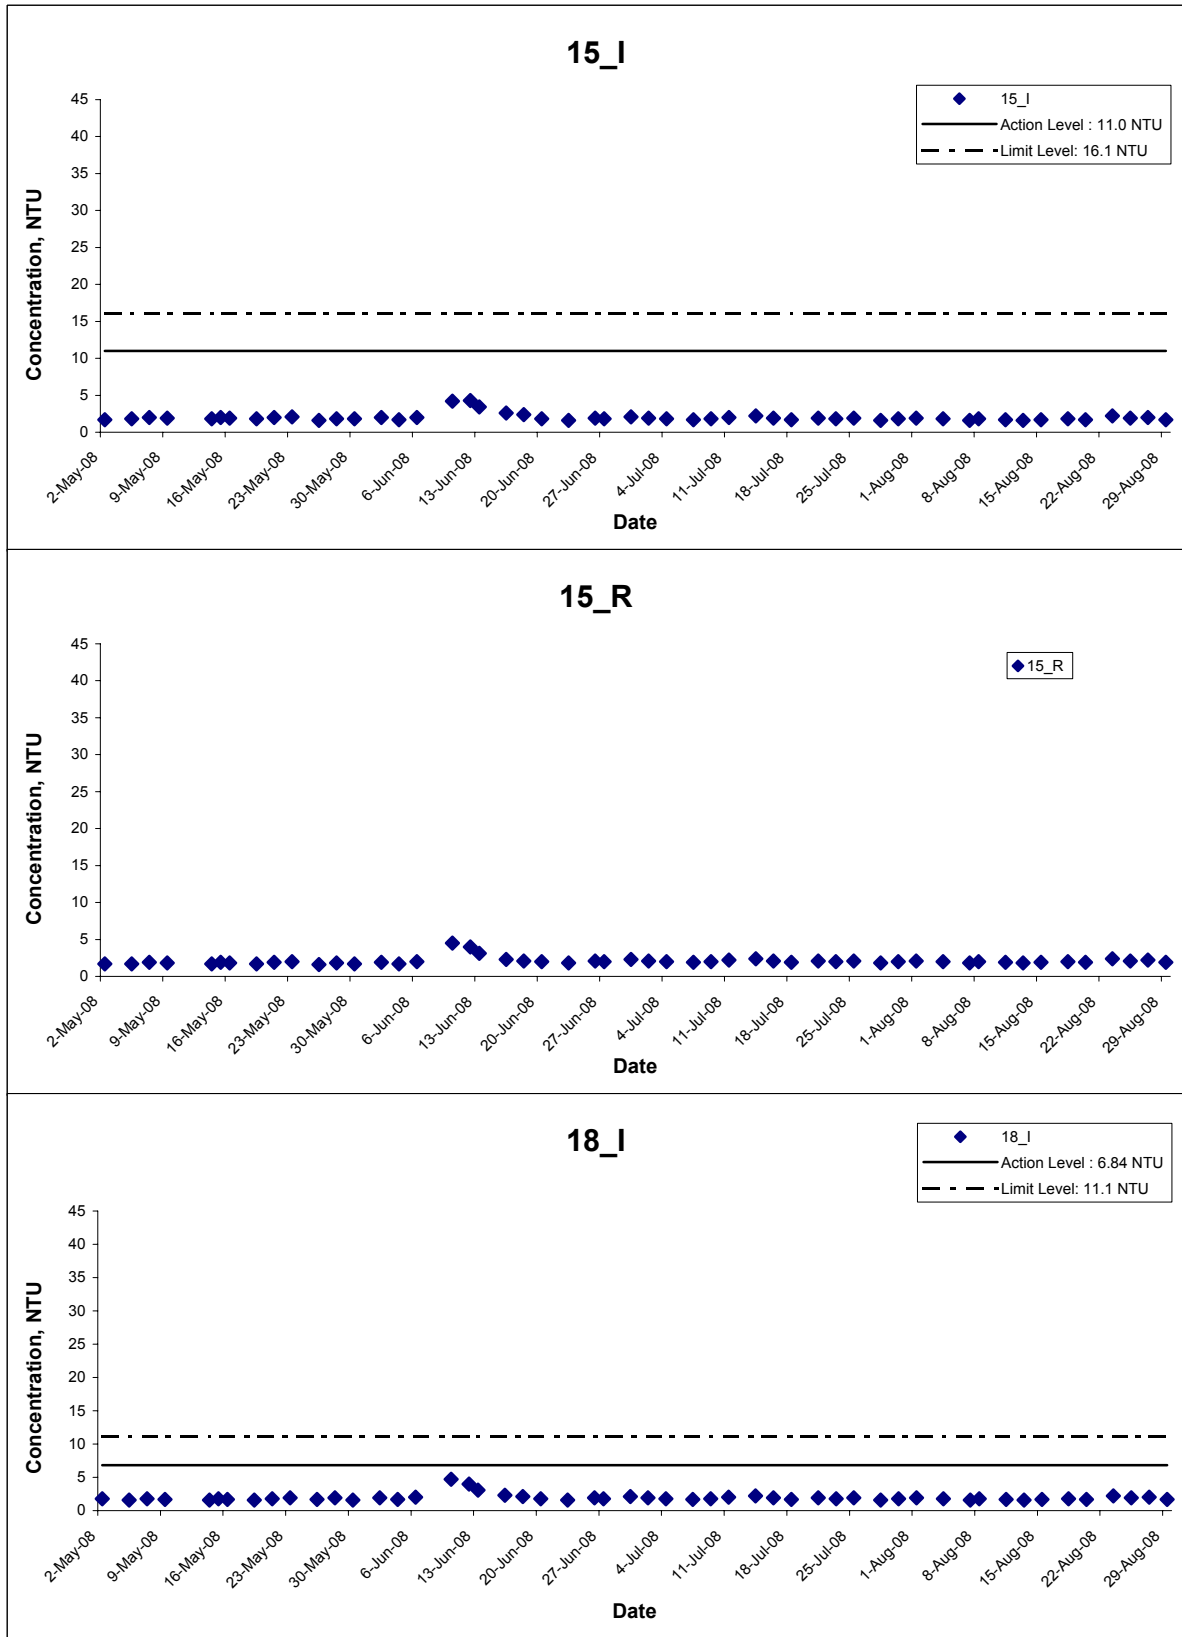 15_I
15_I
Action Level : 11.0 NTU
Limit Level: 16.1 NTU
Concentration, NTU
45
40
35
30
25
20
15
10
5
0
2-May-08
9-May-08
16-May-08
23-May-08
30-May-08
6-Jun-08
13-Jun-08
20-Jun-08
27-Jun-08
4-Jul-08
11-Jul-08
18-Jul-08
25-Jul-08
1-Aug-08
8-Aug-08
15-Aug-08
22-Aug-08
29-Aug-08
Date
15_R
15_R
Concentration, NTU
45
40
35
30
25
20
15
10
5
0
2-May-08
9-May-08
16-May-08
23-May-08
30-May-08
6-Jun-08
13-Jun-08
20-Jun-08
27-Jun-08
4-Jul-08
11-Jul-08
18-Jul-08
25-Jul-08
1-Aug-08
8-Aug-08
15-Aug-08
22-Aug-08
29-Aug-08
Date
18_I
18_I
Action Level : 6.84 NTU
Limit Level: 11.1 NTU
Concentration, NTU
45
40
35
30
25
20
15
10
5
0
2-May-08
9-May-08
16-May-08
23-May-08
30-May-08
6-Jun-08
13-Jun-08
20-Jun-08
27-Jun-08
4-Jul-08
11-Jul-08
18-Jul-08
25-Jul-08
1-Aug-08
8-Aug-08
15-Aug-08
22-Aug-08
29-Aug-08
Date